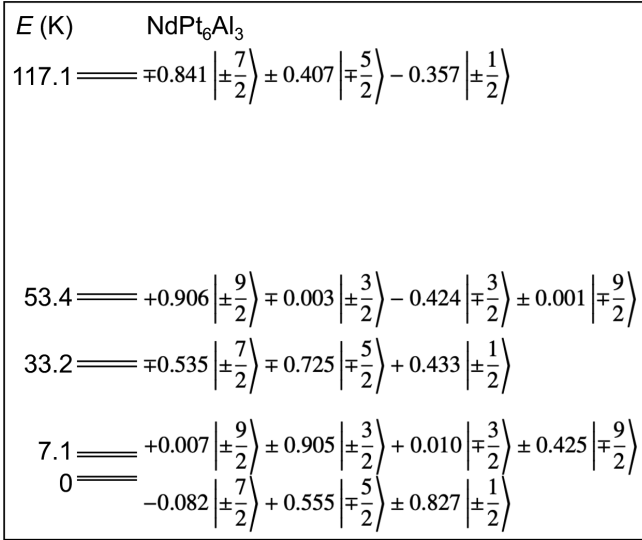 E (K) NdPt₆Al₃
117.1 ∓0.841 |±7/2⟩ ± 0.407 |∓5/2⟩ − 0.357 |±1/2⟩
53.4 +0.906 |±9/2⟩ ∓ 0.003 |±3/2⟩ − 0.424 |∓3/2⟩ ± 0.001 |∓9/2⟩
33.2 ∓0.535 |±7/2⟩ ∓ 0.725 |∓5/2⟩ + 0.433 |±1/2⟩
7.1 +0.007 |±9/2⟩ ± 0.905 |±3/2⟩ + 0.010 |∓3/2⟩ ± 0.425 |∓9/2⟩
0 −0.082 |±7/2⟩ + 0.555 |∓5/2⟩ ± 0.827 |±1/2⟩